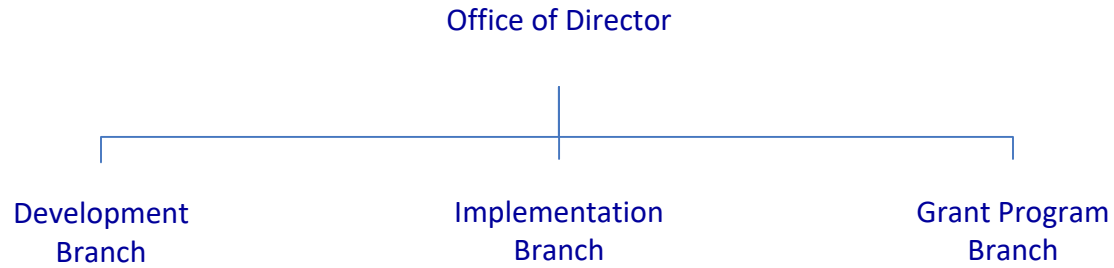 Office of Director
Development
Branch
Implementation
Branch
Grant Program
Branch